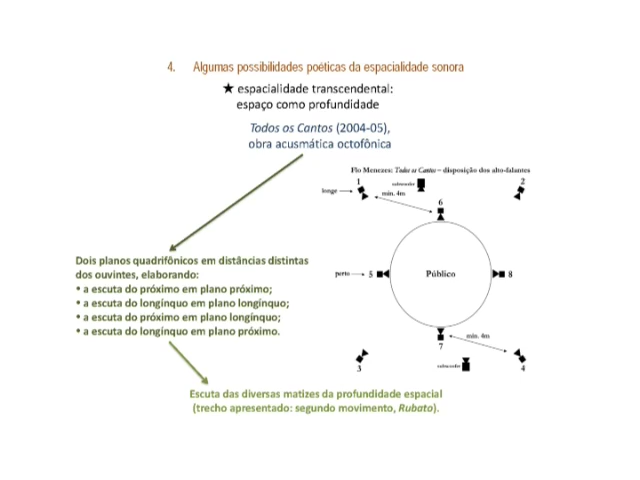 4. Algumas possibilidades poéticas da espacialidade sonora
★ espacialidade transcendental:
espaço como profundidade
Todos os Cantos (2004-05),
obra acusmática octofônica
Flo Menezes: Todos os Cantos – disposição dos alto-falantes
1
subwoofer
2
longe
min. 4m
6
Dois planos quadrifônicos em distâncias distintas
dos ouvintes, elaborando:
• a escuta do próximo em plano próximo;
• a escuta do longínquo em plano longínquo;
• a escuta do próximo em plano longínquo;
• a escuta do longínquo em plano próximo.
perto
5
Público
8
7
min. 4m
3
subwoofer
4
Escuta das diversas matizes da profundidade espacial
(trecho apresentado: segundo movimento, Rubato).